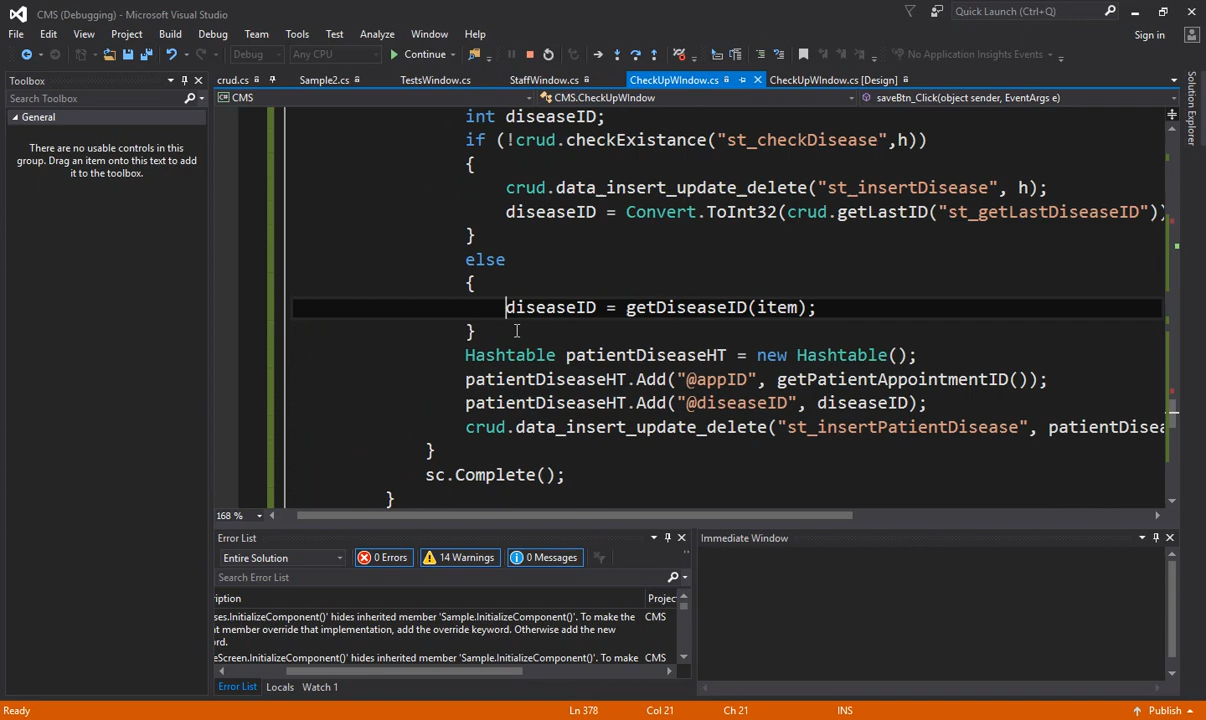 CMS (Debugging) - Microsoft Visual Studio
Quick Launch (Ctrl+Q)
File Edit View Project Build Debug Team Tools Test Analyze Window Help
Sign in
Debug Any CPU Continue No Application Insights Events
Toolbox
Search Toolbox
General
There are no usable controls in this group. Drag an item onto this text to add it to the toolbox.
crud.cs Sample2.cs TestsWindow.cs StaffWindow.cs CheckUpWIndow.cs CheckUpWIndow.cs [Design]
CMS CMS.CheckUpWIndow saveBtn_Click(object sender, EventArgs e)
int diseaseID;
if (!crud.checkExistance("st_checkDisease",h))
{
crud.data_insert_update_delete("st_insertDisease", h);
diseaseID = Convert.ToInt32(crud.getLastID("st_getLastDiseaseID"))
}
else
{
diseaseID = getDiseaseID(item);
}
Hashtable patientDiseaseHT = new Hashtable();
patientDiseaseHT.Add("@appID", getPatientAppointmentID());
patientDiseaseHT.Add("@diseaseID", diseaseID);
crud.data_insert_update_delete("st_insertPatientDisease", patientDisea
}
sc.Complete();
}
168 %
Solution Explorer
Error List
Entire Solution 0 Errors 14 Warnings 0 Messages
Search Error List
ription Projec
ses.InitializeComponent()' hides inherited member 'Sample.InitializeComponent()'. To make the CMS
nt member override that implementation, add the override keyword. Otherwise add the new
ord.
eScreen.InitializeComponent()' hides inherited member 'Sample.InitializeComponent()'. To make CMS
Error List Locals Watch 1
Immediate Window
Ready Ln 378 Col 21 Ch 21 INS Publish